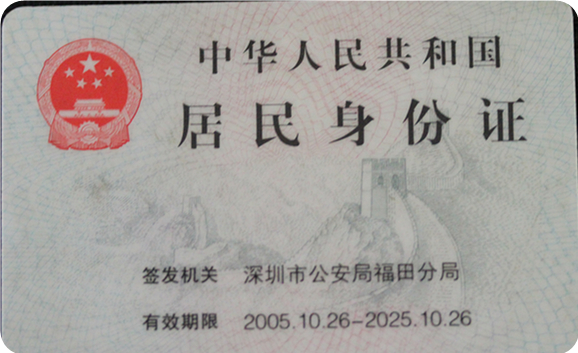 中华人民共和国
居民身份证
签发机关 深圳市公安局福田分局
有效期限 2005.10.26-2025.10.26